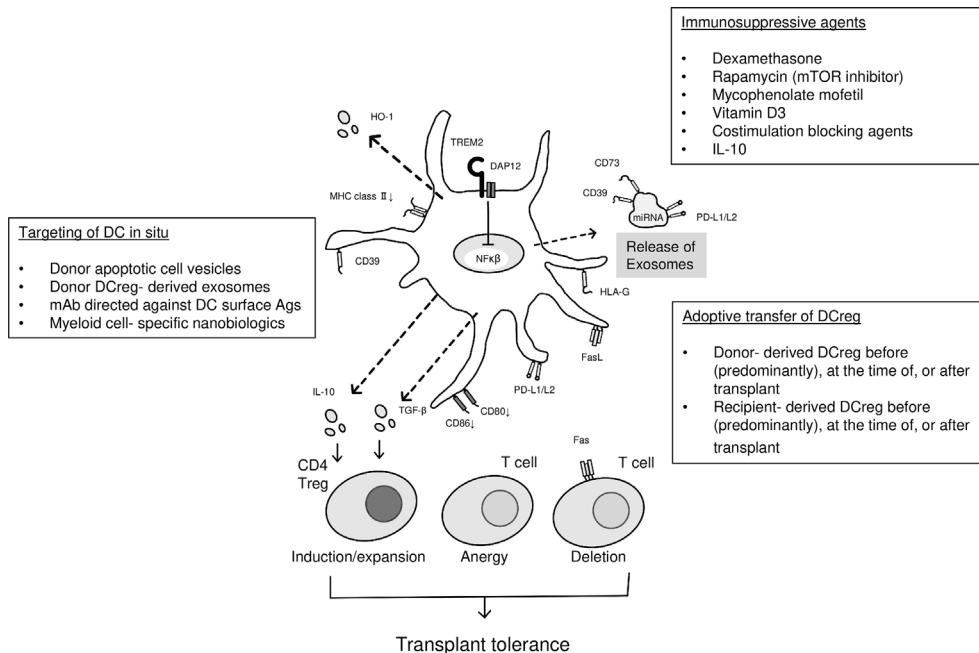 Immunosuppressive agents
• Dexamethasone
• Rapamycin (mTOR inhibitor)
• Mycophenolate mofetil
• Vitamin D3
• Costimulation blocking agents
• IL-10
HO-1
TREM2
DAP12
MHC class Ⅱ↓
CD39
NFκβ
CD73
CD39
miRNA
PD-L1/L2
Release of
Exosomes
HLA-G
FasL
PD-L1/L2
CD80↓
CD86↓
TGF-β
IL-10
Targeting of DC in situ
• Donor apoptotic cell vesicles
• Donor DCreg- derived exosomes
• mAb directed against DC surface Ags
• Myeloid cell- specific nanobiologics
Adoptive transfer of DCreg
• Donor- derived DCreg before
(predominantly), at the time of, or after
transplant
• Recipient- derived DCreg before
(predominantly), at the time of, or after
transplant
CD4
Treg
T cell
Fas
T cell
Induction/expansion
Anergy
Deletion
Transplant tolerance